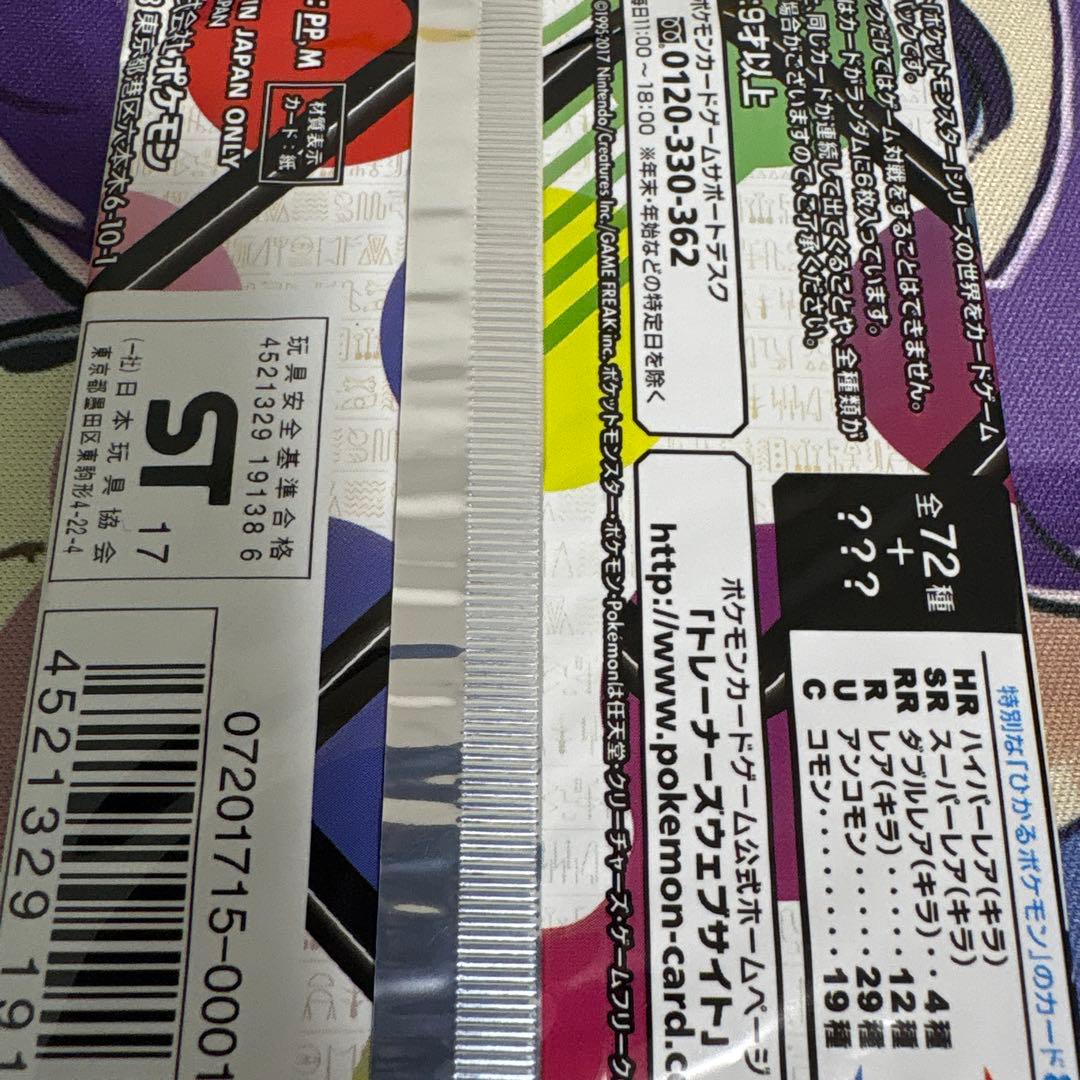 ポケットモンスターシリーズの世界をカードゲーム
パックです。
ックだけではゲーム対戦をすることはできません。
はカードがランダムに6枚入っています。
、同じカードが連続して出てくることや、全種類が
場合がございますので、ご了承ください。
:9才以上
ポケモンカードゲームサポートデスク
0120-330-362
毎日11:00～18:00 ※年末・年始などの特定日を除く
©1995-2017 Nintendo/Creatures Inc./GAME FREAK inc. ポケットモンスター・ポケモン・Pokémonは任天堂・クリーチャーズ・ゲームフリーク
全72種
+
???
特別な「ひかるポケモン」のカード
HR ハイパーレア(キラ)
SR スーパーレア(キラ)
RR ダブルレア(キラ)..4種
R レア(キラ)......12種
U アンコモン......29種
C コモン........19種
ポケモンカードゲーム公式ホームページ
「トレーナーズウェブサイト」
http://www.pokemon-card.c
: PP, M
材質表示
カード：紙
IN JAPAN ONLY
JAPAN
式会社ポケモン
東京都港区六本木6-10-1
玩具安全基準合格
4521329 19138 6
ST 17
(一社)日本玩具協会
東京都墨田区東駒形4-22-4
07201715-0001
4521329 191